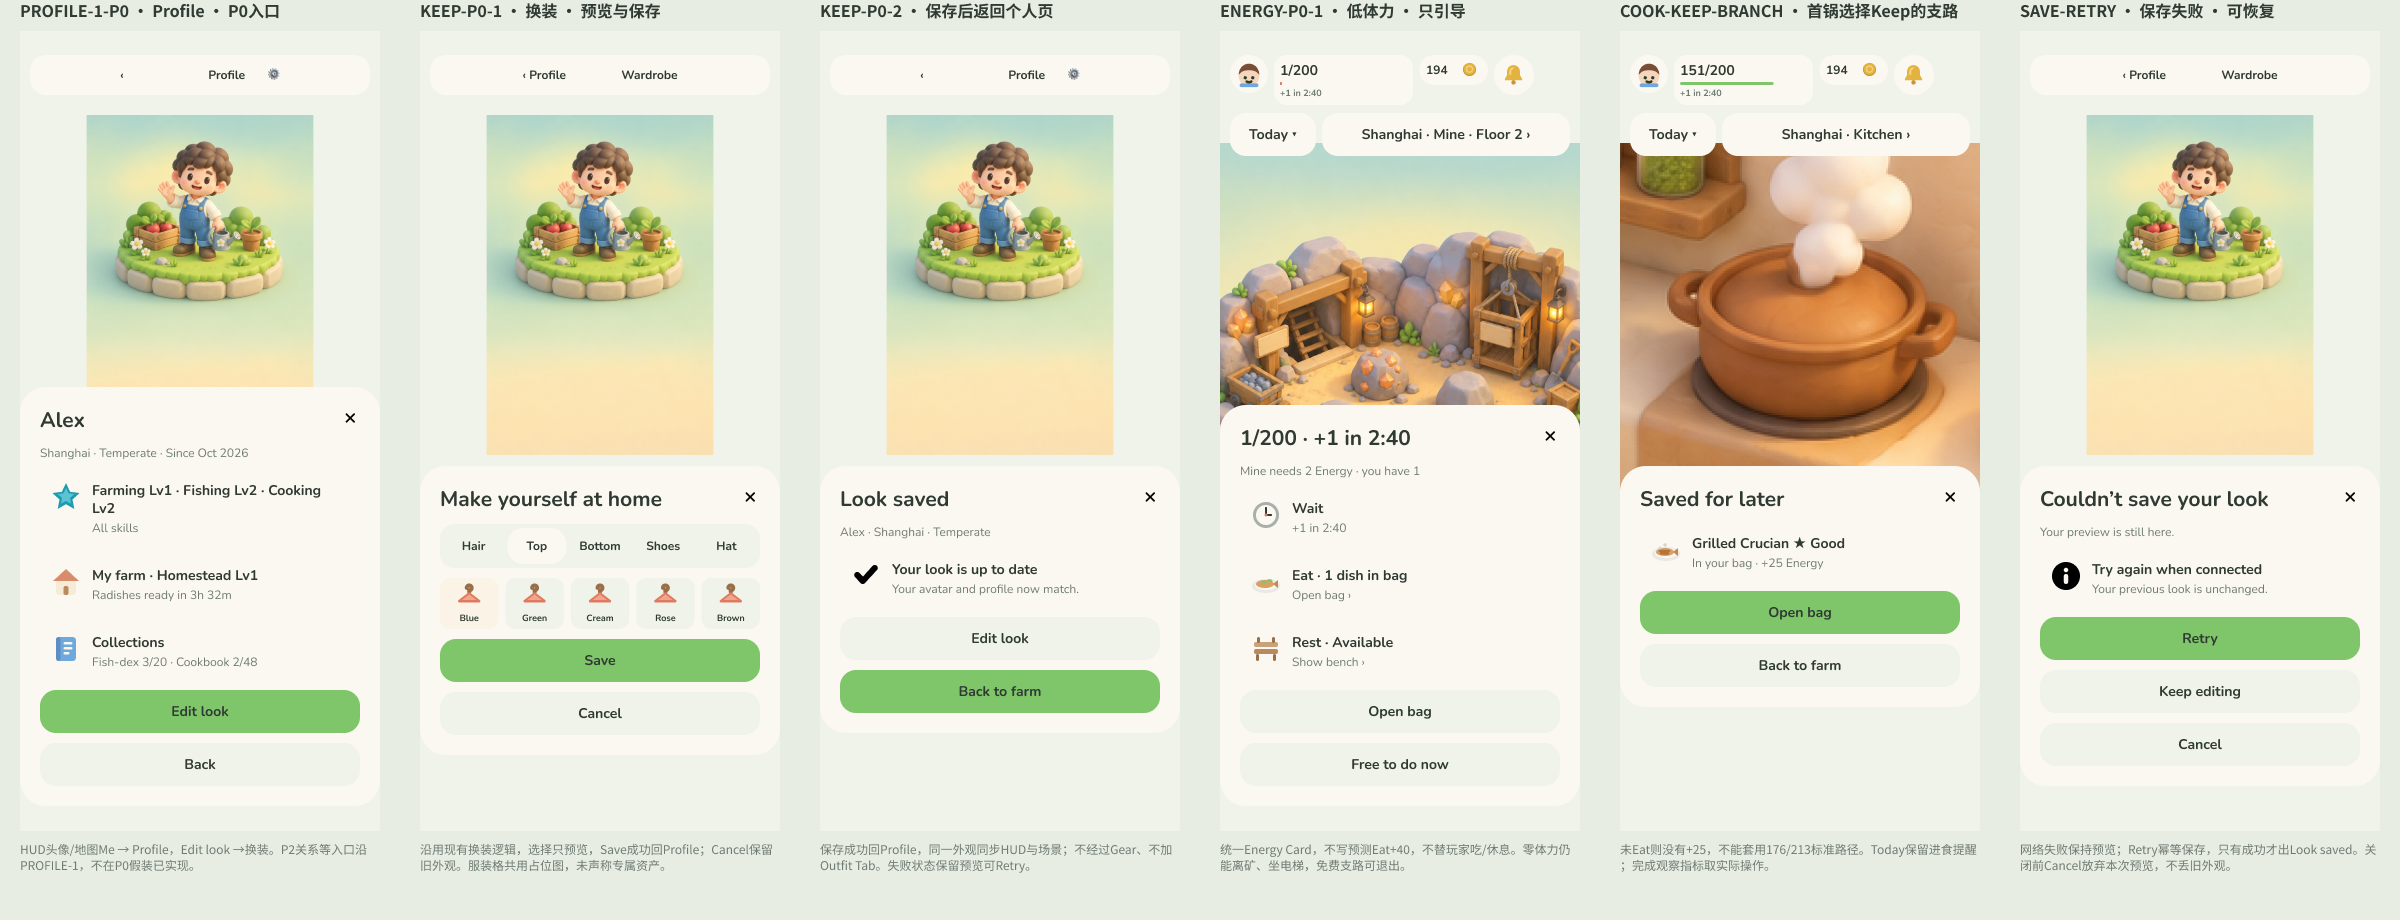 PROFILE-1-P0 • Profile • P0入口
‹
Profile
Alex
×
Shanghai · Temperate · Since Oct 2026
Farming Lv1 · Fishing Lv2 · Cooking
Lv2
All skills
My farm · Homestead Lv1
Radishes ready in 3h 32m
Collections
Fish-dex 3/20 · Cookbook 2/48
Edit look
Back
HUD头像/地图Me → Profile，Edit look →换装。P2关系等入口沿
PROFILE-1，不在P0假装已实现。
KEEP-P0-1 • 换装 • 预览与保存
‹ Profile
Wardrobe
Make yourself at home
×
Hair
Top
Bottom
Shoes
Hat
Blue
Green
Cream
Rose
Brown
Save
Cancel
沿用现有换装逻辑，选择只预览，Save成功回Profile；Cancel保留
旧外观。服装格共用占位图，未声称专属资产。
KEEP-P0-2 • 保存后返回个人页
‹
Profile
Look saved
×
Alex · Shanghai · Temperate
Your look is up to date
Your avatar and profile now match.
Edit look
Back to farm
保存成功回Profile，同一外观同步HUD与场景；不经过Gear、不加
Outfit Tab。失败状态保留预览可Retry。
ENERGY-P0-1 • 低体力 • 只引导
1/200
+1 in 2:40
194
Today ▾
Shanghai · Mine · Floor 2 ›
1/200 · +1 in 2:40
×
Mine needs 2 Energy · you have 1
Wait
+1 in 2:40
Eat · 1 dish in bag
Open bag ›
Rest · Available
Show bench ›
Open bag
Free to do now
统一Energy Card，不写预测Eat+40，不替玩家吃/休息。零体力仍
能离矿、坐电梯，免费支路可退出。
COOK-KEEP-BRANCH • 首锅选择Keep的支路
151/200
+1 in 2:40
194
Today ▾
Shanghai · Kitchen ›
Saved for later
×
Grilled Crucian ★ Good
In your bag · +25 Energy
Open bag
Back to farm
未Eat则没有+25，不能套用176/213标准路径。Today保留进食提醒
；完成观察指标取实际操作。
SAVE-RETRY • 保存失败 • 可恢复
‹ Profile
Wardrobe
Couldn’t save your look
×
Your preview is still here.
Try again when connected
Your previous look is unchanged.
Retry
Keep editing
Cancel
网络失败保持预览；Retry幂等保存，只有成功才出Look saved。关
闭前Cancel放弃本次预览，不丢旧外观。